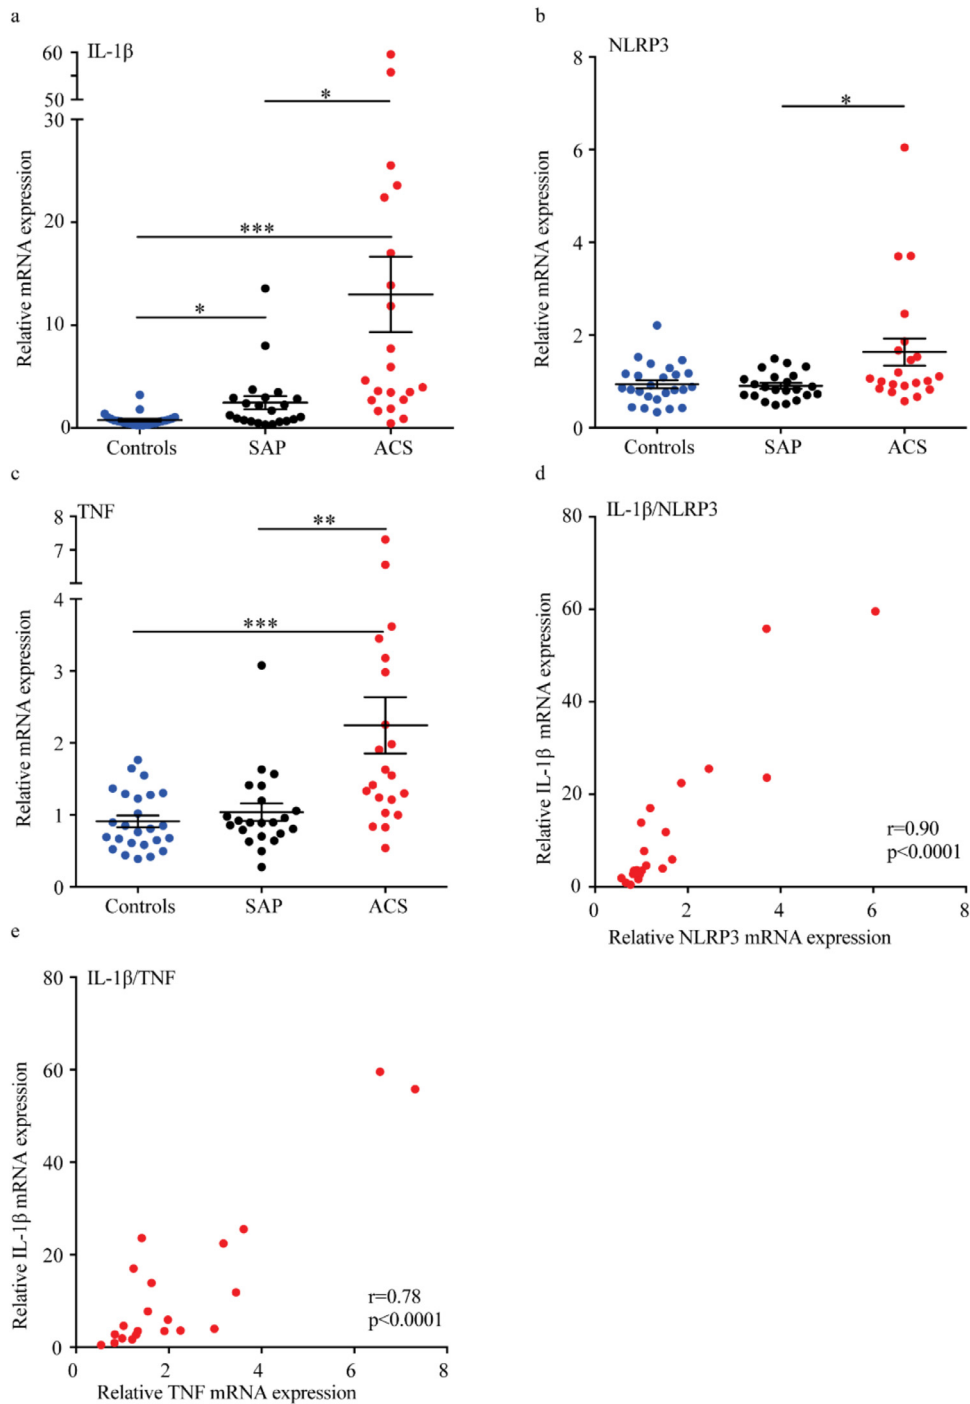 a
IL-1β
60
50
30
20
10
0
Relative mRNA expression
*
***
*
Controls SAP ACS
b
NLRP3
8
6
4
2
0
Relative mRNA expression
*
Controls SAP ACS
c
TNF
8
7
4
3
2
1
0
Relative mRNA expression
**
***
Controls SAP ACS
d
IL-1β/NLRP3
80
60
40
20
0
Relative IL-1β mRNA expression
r=0.90
p<0.0001
0 2 4 6 8
Relative NLRP3 mRNA expression
e
IL-1β/TNF
80
60
40
20
0
Relative IL-1β mRNA expression
r=0.78
p<0.0001
0 2 4 6 8
Relative TNF mRNA expression